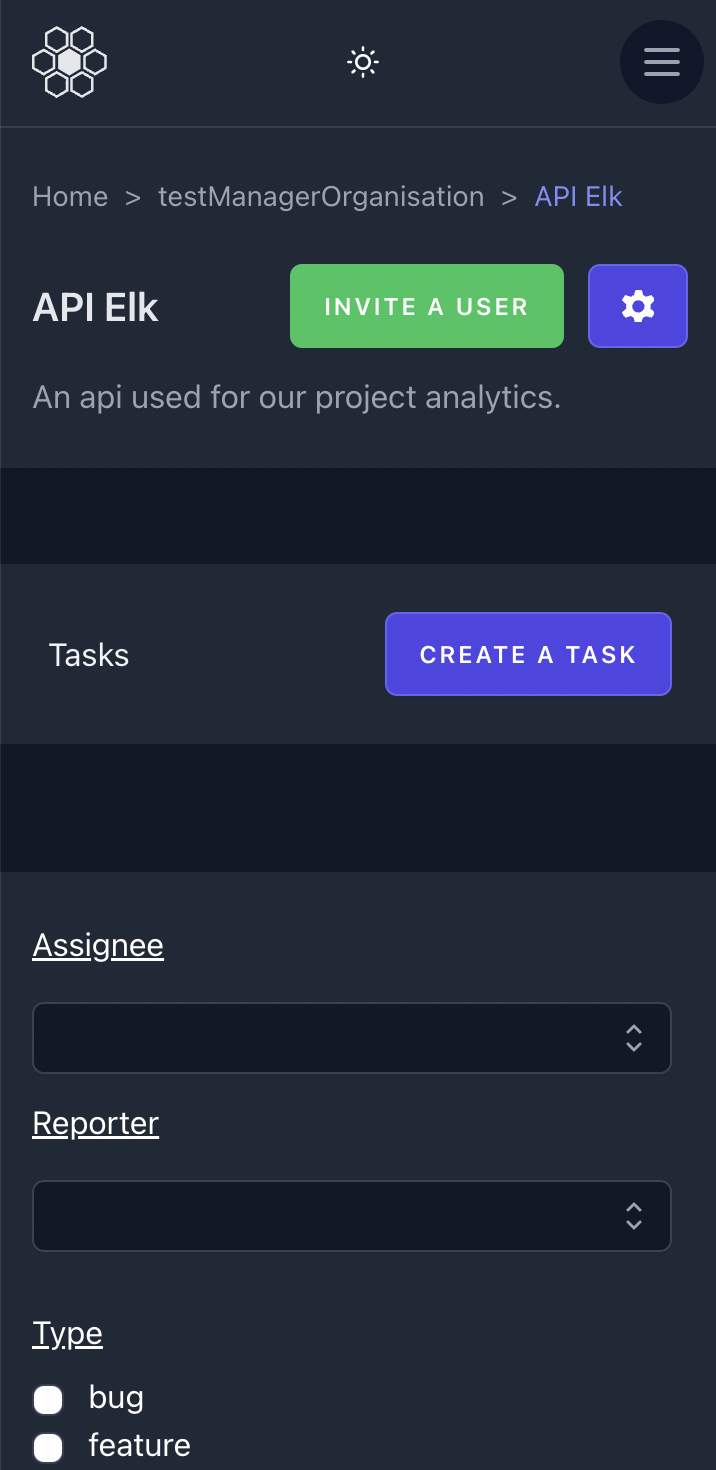 Home > testManagerOrganisation > API Elk
API Elk
INVITE A USER
An api used for our project analytics.
Tasks
CREATE A TASK
Assignee
Reporter
Type
bug
feature